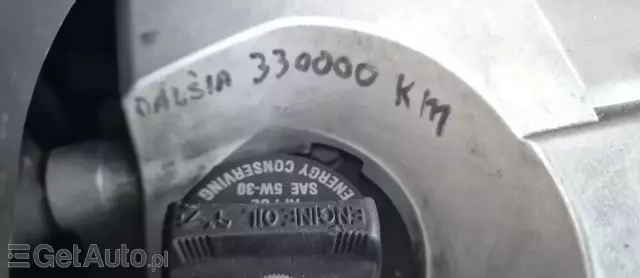 ĎALŠIA 330000 KM
ENERGY CONSERVING
SAE 5W-30
ENGINE OIL
GetAuto.pl